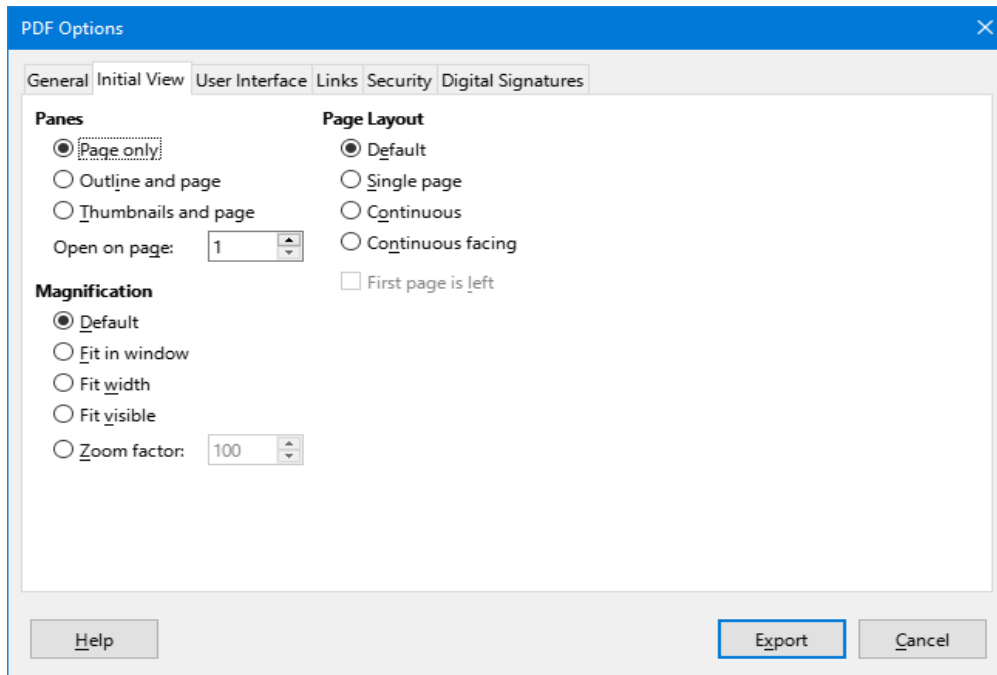 PDF Options
General Initial View User Interface Links Security Digital Signatures
Panes
Page only
Outline and page
Thumbnails and page
Open on page: 1
Magnification
Default
Fit in window
Fit width
Fit visible
Zoom factor: 100
Page Layout
Default
Single page
Continuous
Continuous facing
First page is left
Help
Export
Cancel